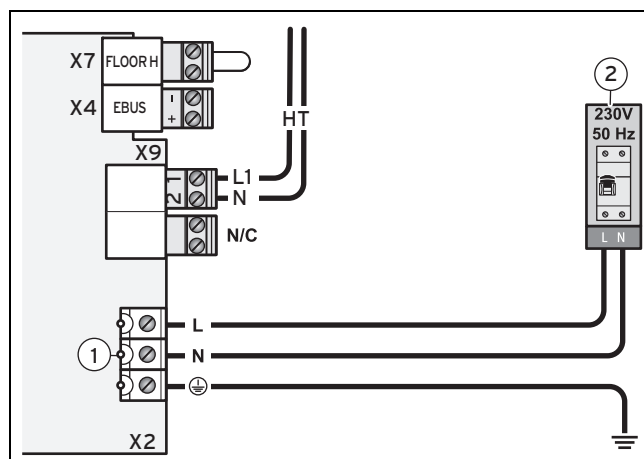 X7 FLOOR H
X4 EBUS - +
HT
2
230V
50 Hz
X9
1 L1
2 N
N/C
L N
L
1
N
X2